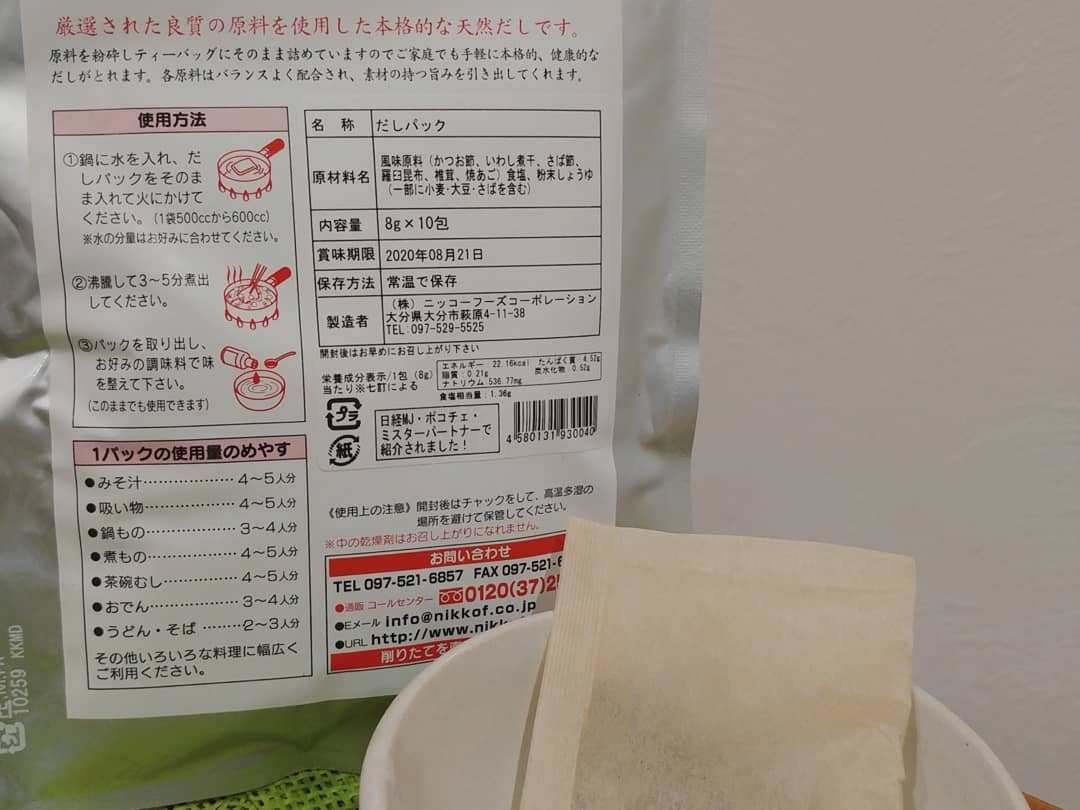 厳選された良質の原料を使用した本格的な天然だしです。
原料を粉砕しティーバッグにそのまま詰めていますのでご家庭でも手軽に本格的、健康的な
だしがとれます。各原料はバランスよく配合され、素材の持つ旨みを引き出してくれます。
使用方法
①鍋に水を入れ、だ
しパックをそのま
ま入れて火にかけて
ください。(1袋500ccから600cc)
※水の分量はお好みに合わせてください。
②沸騰して3～5分煮出
してください。
③パックを取り出し、
お好みの調味料で味
を整えて下さい。
(このままでも使用できます)
1パックの使用量のめやす
●みそ汁………………4～5人分
●吸い物………………4～5人分
●鍋もの………………3～4人分
●煮もの………………4～5人分
●茶碗むし……………4～5人分
●おでん………………3～4人分
●うどん・そば………2～3人分
その他いろいろな料理に幅広く
ご利用ください。
名称 だしパック
原材料名 風味原料(かつお節、いわし煮干、さば節、
羅臼昆布、椎茸、焼あご)食塩、粉末しょうゆ
(一部に小麦・大豆・さばを含む)
内容量 8g×10包
賞味期限 2020年08月21日
保存方法 常温で保存
製造者 (株)ニッコーフーズコーポレーション
大分県大分市萩原4-11-38
TEL:097-529-5525
開封後はお早めにお召し上がり下さい
栄養成分表示/1包(8g)
当たり※七訂による
エネルギー 22.16kcal たんぱく質 4.52g
脂質:0.21g 炭水化物:0.52g
ナトリウム 536.77mg
食塩相当量:1.36g
プラ
紙
日経MJ・ポコチェ・
ミスターパートナーで
紹介されました!
4 580131 930040
《使用上の注意》開封後はチャックをして、高温多湿の
場所を避けて保管してください。
※中の乾燥剤はお召し上がりになれません。
お問い合わせ
TEL 097-521-6857 FAX 097-521-6
●通販 コールセンター 0120(37)25
●Eメール info@nikkof.co.jp
●URL http://www.nikk
削りたてを
10259 KKMD